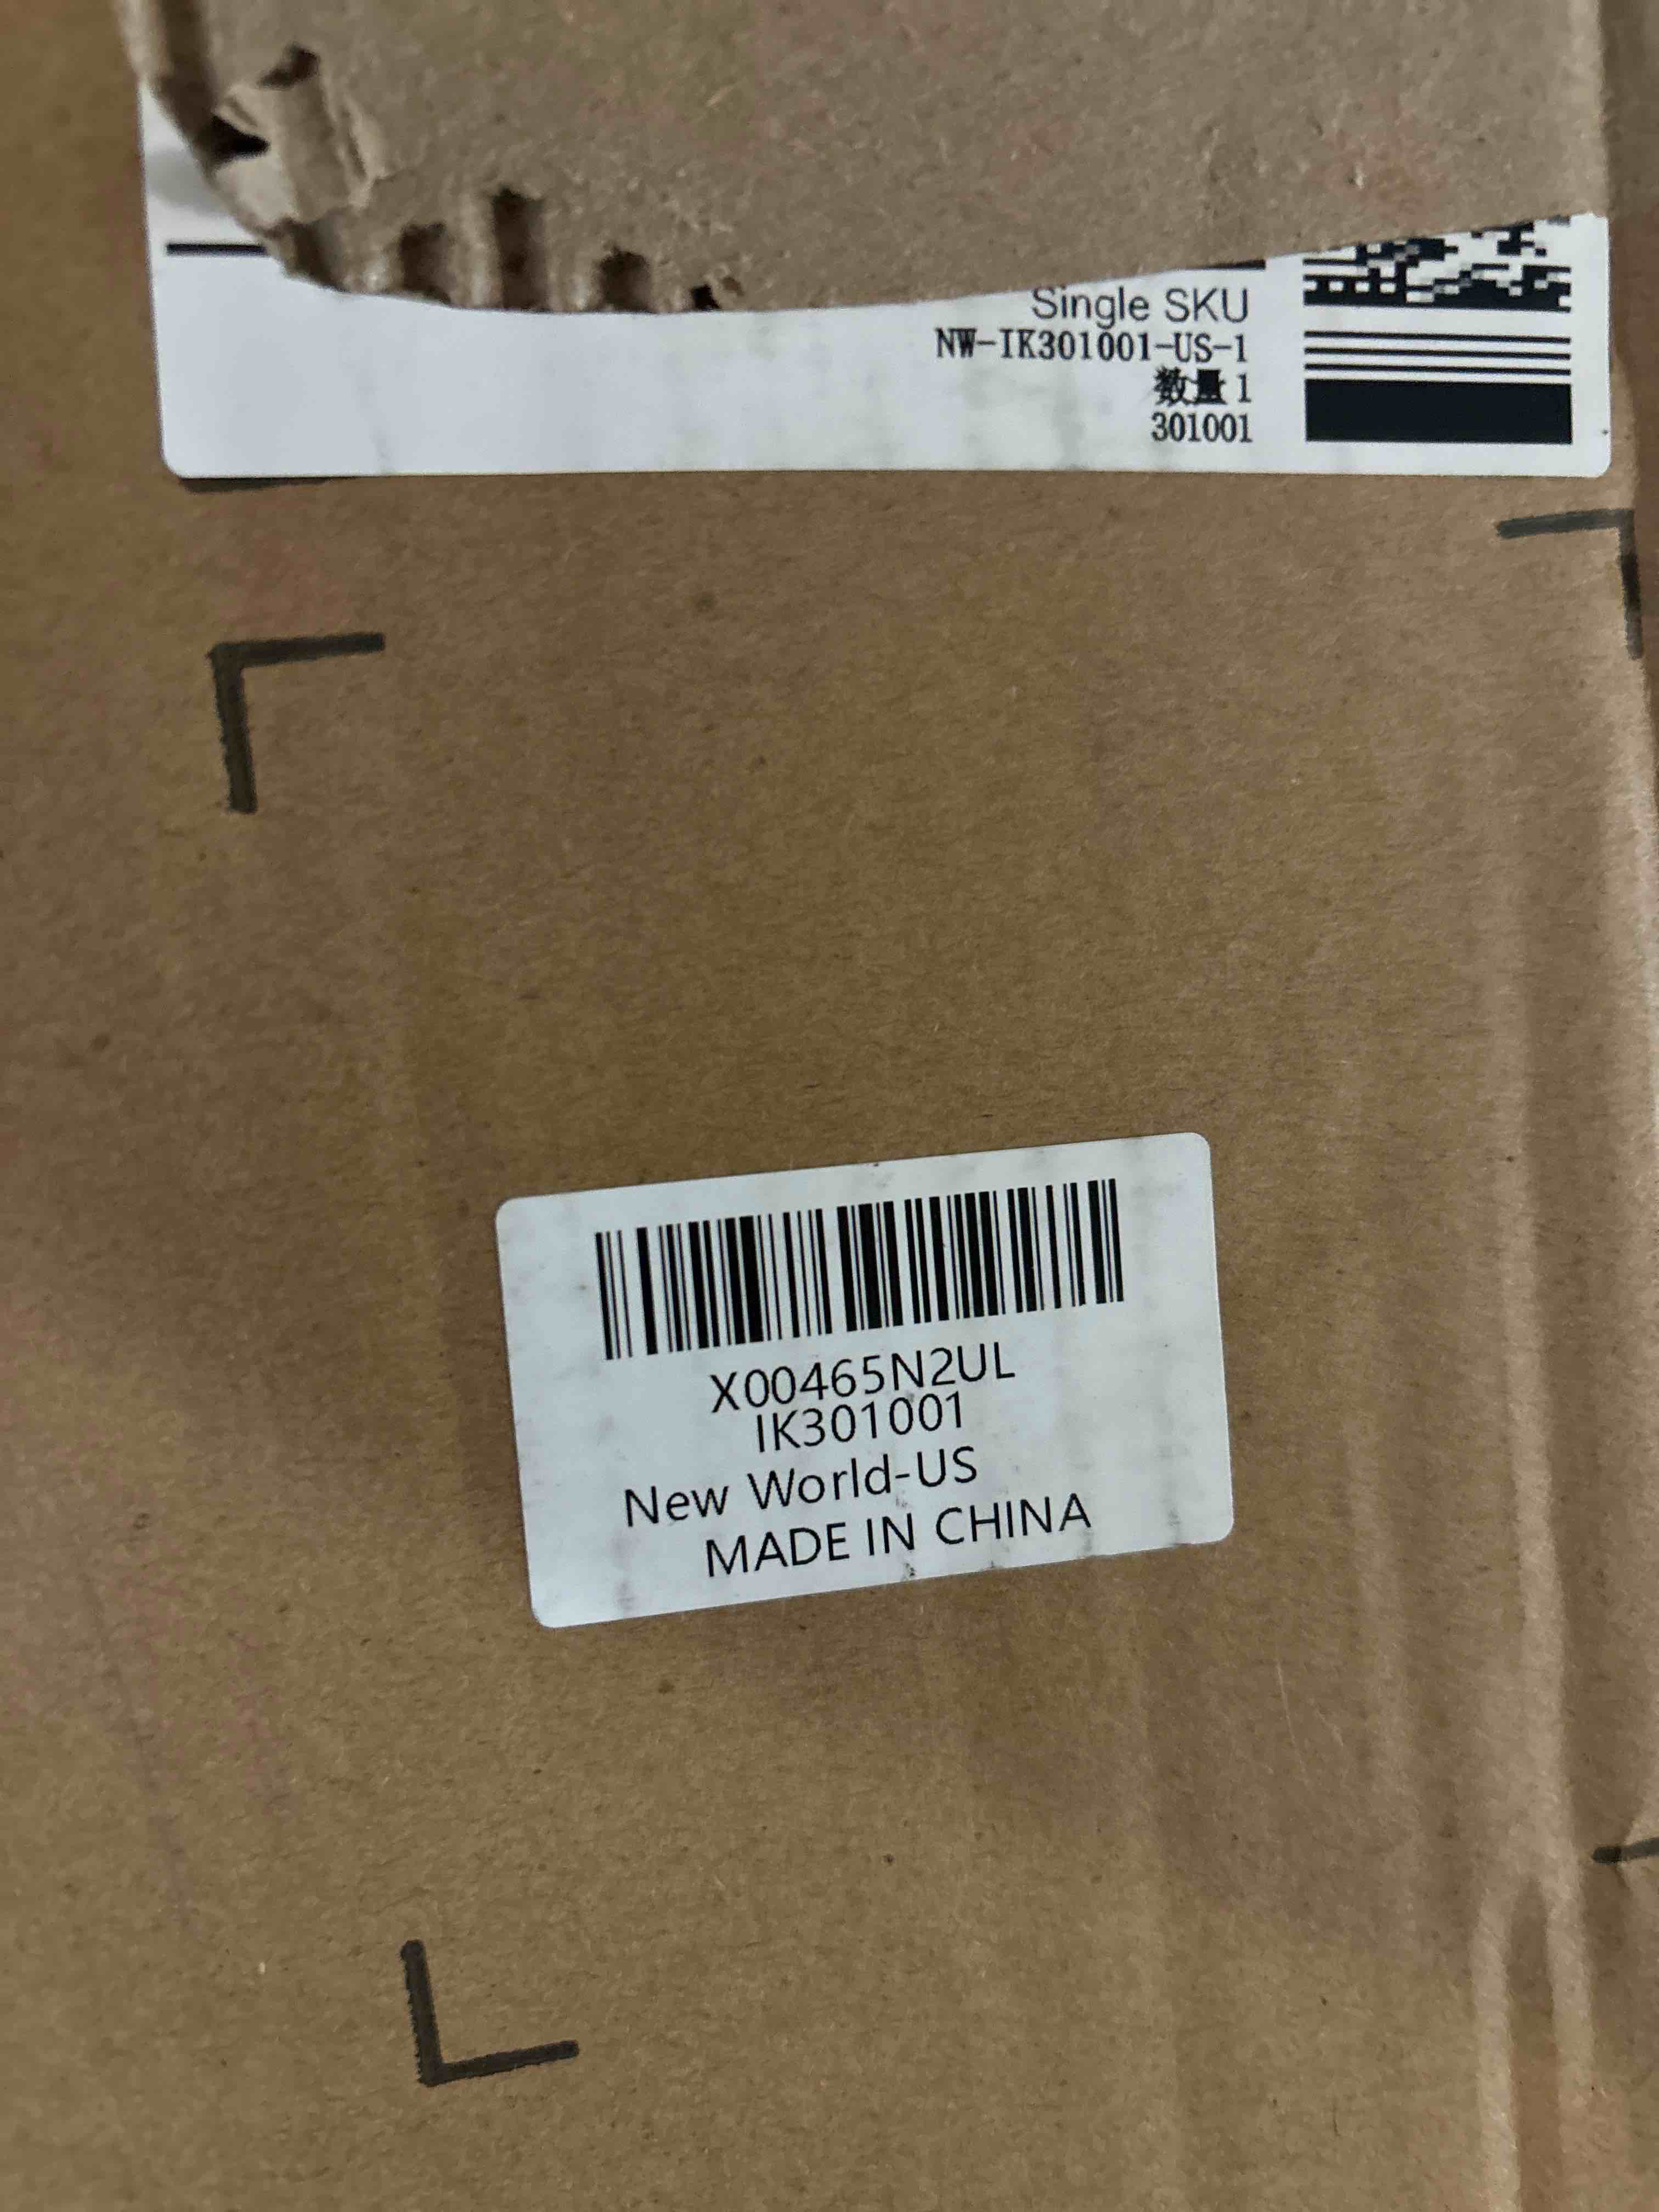 Single SKU
NW-IK301001-US-1
数量 1
301001
X00465N2UL
IK301001
New World-US
MADE IN CHINA